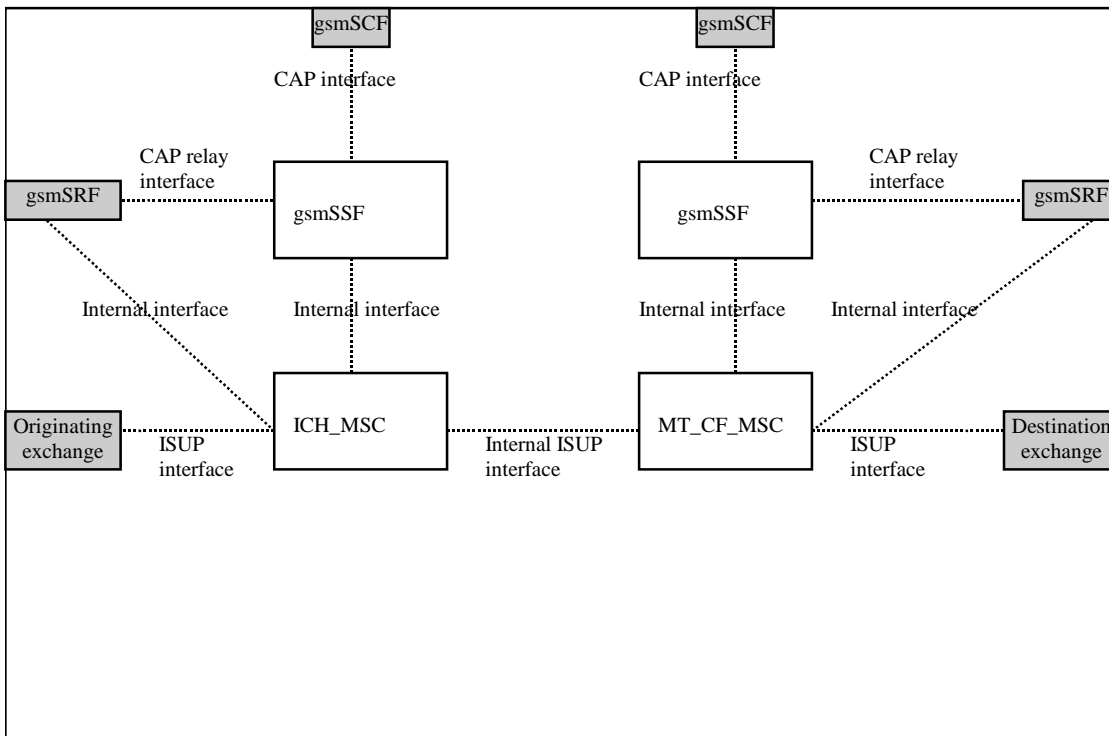 gsmSCF
gsmSCF
CAP interface
CAP interface
CAP relay
interface
CAP relay
interface
gsmSRF
gsmSSF
gsmSSF
gsmSRF
Internal interface
Internal interface
Internal interface
Internal interface
Originating
exchange
ISUP
interface
ICH_MSC
Internal ISUP
interface
MT_CF_MSC
ISUP
interface
Destination
exchange